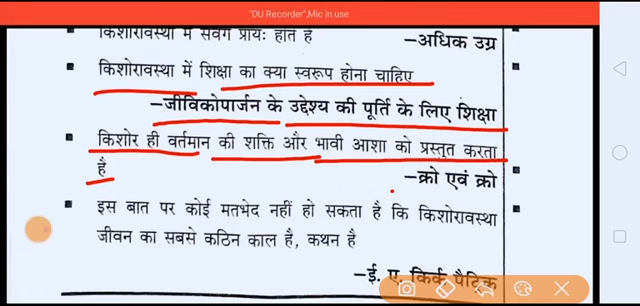 "DU Recorder",Mic in use
किशोरावस्था में संवेग प्रायः होते हैं
–अधिक उग्र
▪ किशोरावस्था में शिक्षा का क्या स्वरूप होना चाहिए
–जीविकोपार्जन के उद्देश्य की पूर्ति के लिए शिक्षा
▪ किशोर ही वर्तमान की शक्ति और भावी आशा को प्रस्तुत करता
है
–क्रो एवं क्रो
▪ इस बात पर कोई मतभेद नहीं हो सकता है कि किशोरावस्था
जीवन का सबसे कठिन काल है, कथन है
–ई. ए. किर्क पैट्रिक